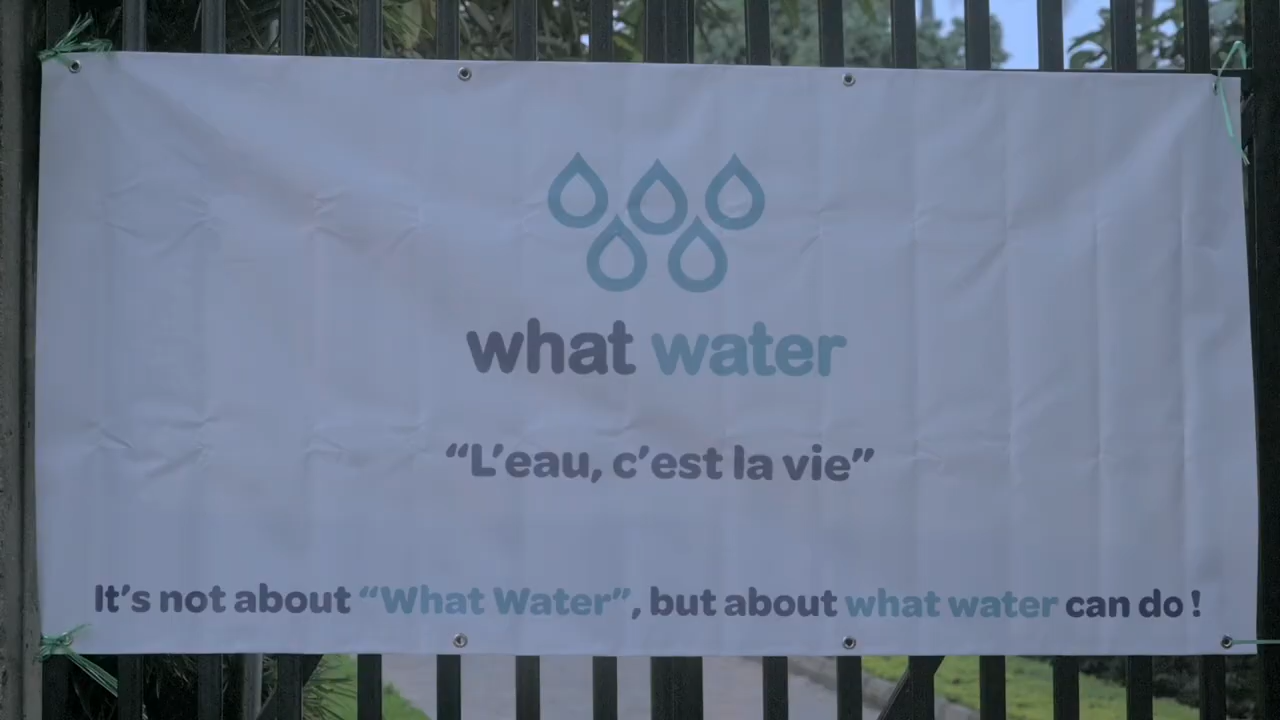 what water
“L’eau, c’est la vie”
It’s not about “What Water”, but about what water can do !